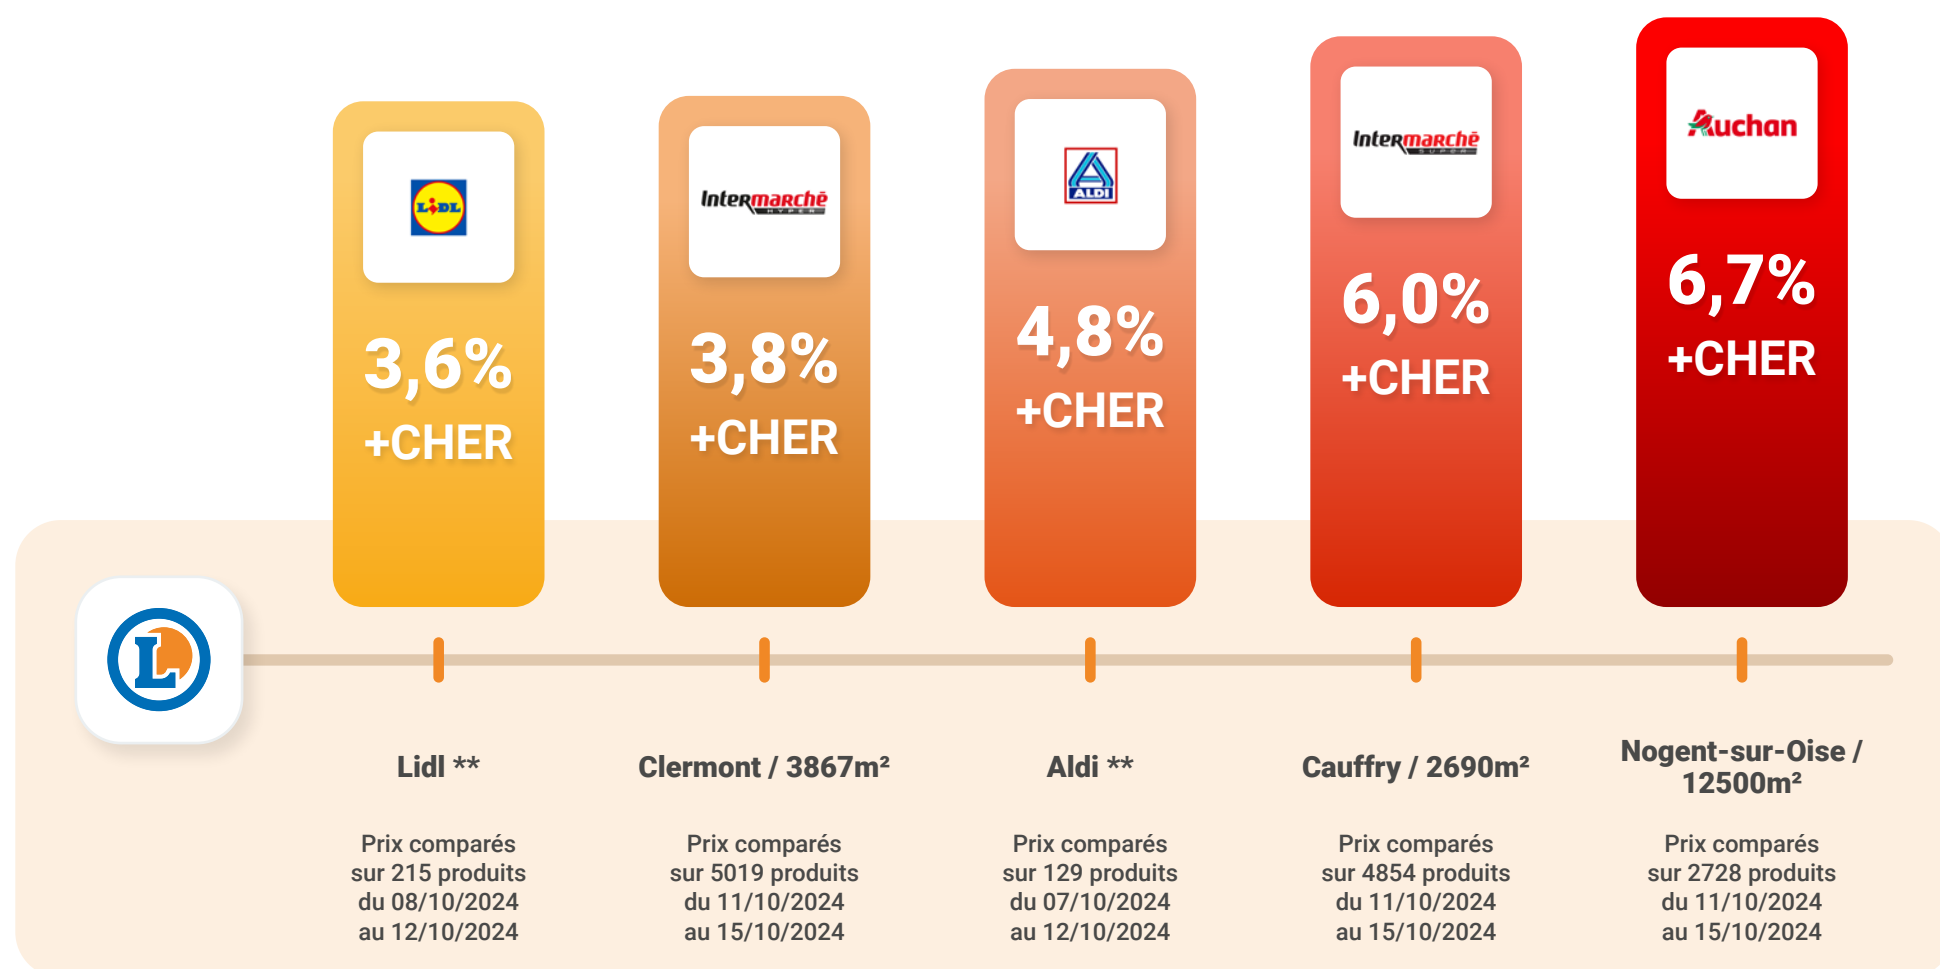 LIDL
3,6%
+CHER
Intermarchē
HYPER
3,8%
+CHER
ALDI
4,8%
+CHER
Intermarchē
SUPER
6,0%
+CHER
Auchan
6,7%
+CHER
L
Lidl **
Prix comparés
sur 215 produits
du 08/10/2024
au 12/10/2024
Clermont / 3867m²
Prix comparés
sur 5019 produits
du 11/10/2024
au 15/10/2024
Aldi **
Prix comparés
sur 129 produits
du 07/10/2024
au 12/10/2024
Cauffry / 2690m²
Prix comparés
sur 4854 produits
du 11/10/2024
au 15/10/2024
Nogent-sur-Oise /
12500m²
Prix comparés
sur 2728 produits
du 11/10/2024
au 15/10/2024